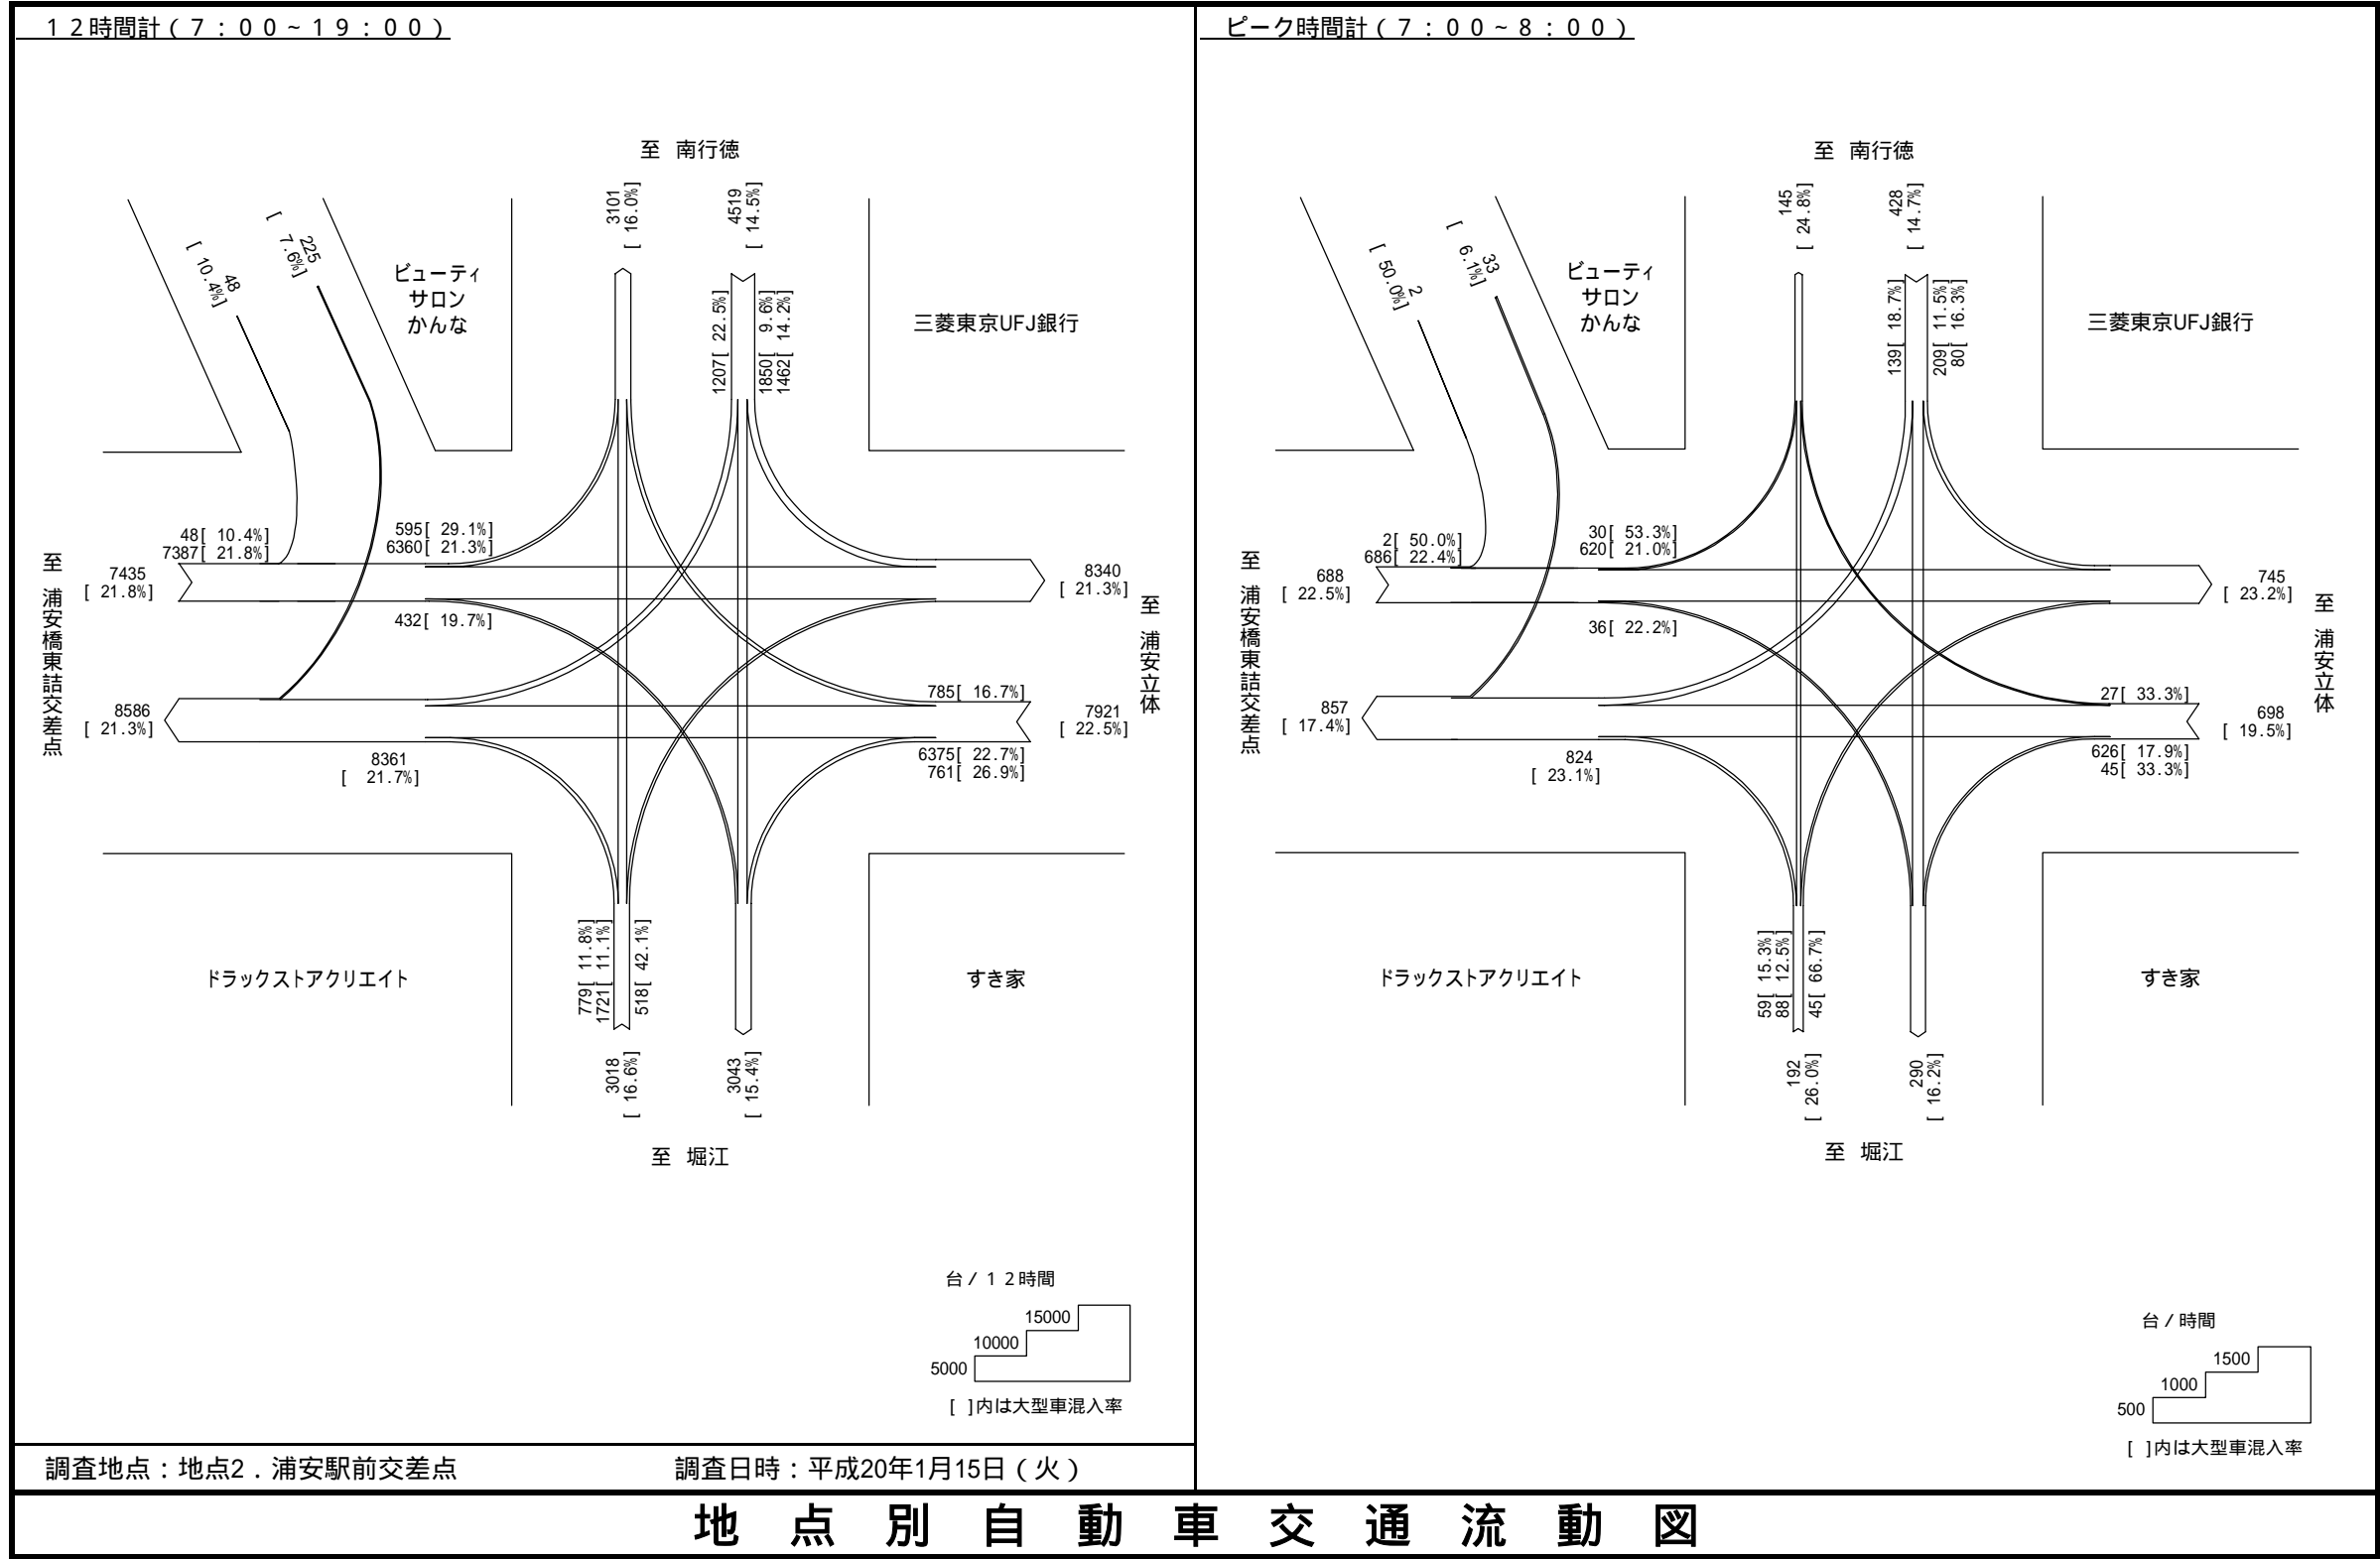 １２時間計（７：００～１９：００）
至 南行徳
3101
[ 16.0%]
4519
[ 14.5%]
225
[ 7.6%]
48
[ 10.4%]
ビューティ
サロン
かんな
1207[ 22.5%]
1850[ 9.6%]
1462[ 14.2%]
三菱東京UFJ銀行
48[ 10.4%]
7387[ 21.8%]
595[ 29.1%]
6360[ 21.3%]
432[ 19.7%]
至 浦安橋東詰交差点
7435
[ 21.8%]
8586
[ 21.3%]
8361
[ 21.7%]
8340
[ 21.3%]
至 浦安立体
785[ 16.7%]
7921
[ 22.5%]
6375[ 22.7%]
761[ 26.9%]
ドラックストアクリエイト
779[ 11.8%]
1721[ 11.1%]
518[ 42.1%]
すき家
3018
[ 16.6%]
3043
[ 15.4%]
至 堀江
台／１２時間
15000
10000
5000
[ ]内は大型車混入率
調査地点：地点2．浦安駅前交差点
調査日時：平成20年1月15日（火）
ピーク時間計（７：００～８：００）
至 南行徳
145
[ 24.8%]
428
[ 14.7%]
33
[ 6.1%]
2
[ 50.0%]
ビューティ
サロン
かんな
139[ 18.7%]
209[ 11.5%]
80[ 16.3%]
三菱東京UFJ銀行
2[ 50.0%]
686[ 22.4%]
30[ 53.3%]
620[ 21.0%]
36[ 22.2%]
至 浦安橋東詰交差点
688
[ 22.5%]
857
[ 17.4%]
824
[ 23.1%]
745
[ 23.2%]
至 浦安立体
27[ 33.3%]
698
[ 19.5%]
626[ 17.9%]
45[ 33.3%]
ドラックストアクリエイト
59[ 15.3%]
88[ 12.5%]
45[ 66.7%]
すき家
192
[ 26.0%]
290
[ 16.2%]
至 堀江
台／時間
1500
1000
500
[ ]内は大型車混入率
地点別自動車交通流動図